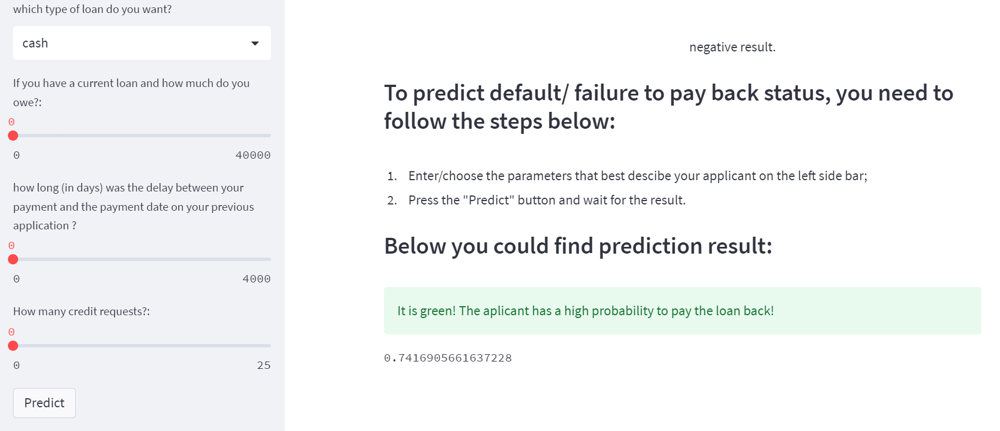 which type of loan do you want?
cash
If you have a current loan and how much do you
owe?:
0
0 40000
how long (in days) was the delay between your
payment and the payment date on your previous
application ?
0
0 4000
How many credit requests?:
0
0 25
Predict
negative result.
To predict default/ failure to pay back status, you need to
follow the steps below:
1. Enter/choose the parameters that best descibe your applicant on the left side bar;
2. Press the "Predict" button and wait for the result.
Below you could find prediction result:
It is green! The aplicant has a high probability to pay the loan back!
0.7416905661637228